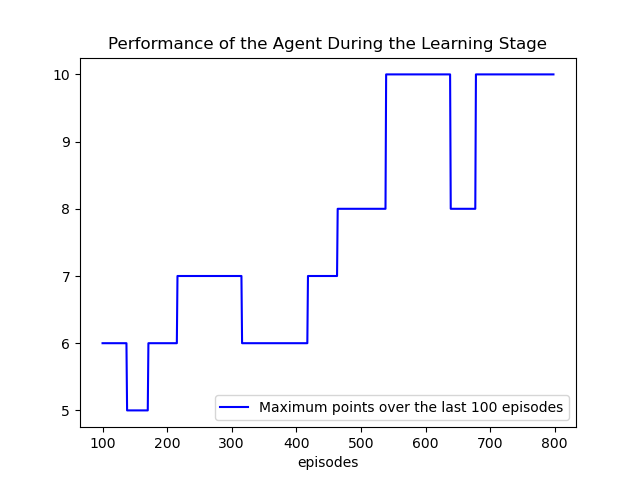 Performance of the Agent During the Learning Stage
10
9
8
7
6
5
Maximum points over the last 100 episodes
100 200 300 400 500 600 700 800
episodes